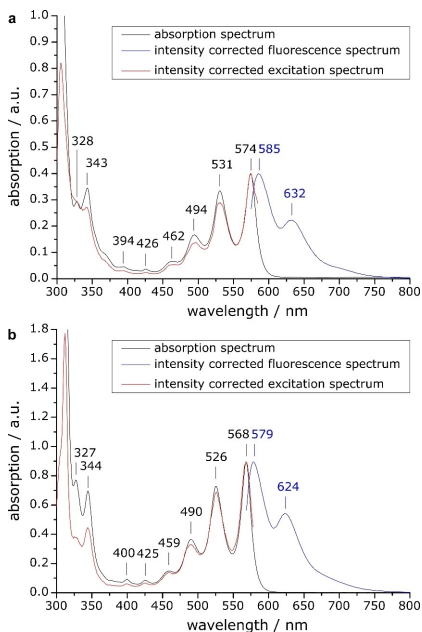 a
absorption spectrum
intensity corrected fluorescence spectrum
intensity corrected excitation spectrum
absorption / a.u.
1.0
0.9
0.8
0.7
0.6
0.5
0.4
0.3
0.2
0.1
0.0
328
343
394
426
462
494
531
574
585
632
300 350 400 450 500 550 600 650 700 750 800
wavelength / nm
b
absorption spectrum
intensity corrected fluorescence spectrum
intensity corrected excitation spectrum
absorption / a.u.
1.8
1.6
1.4
1.2
1.0
0.8
0.6
0.4
0.2
0.0
327
344
400
425
459
490
526
568
579
624
300 350 400 450 500 550 600 650 700 750 800
wavelength / nm